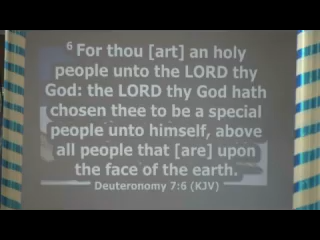 6 For thou [art] an holy
people unto the LORD thy
God: the LORD thy God hath
chosen thee to be a special
people unto himself, above
all people that [are] upon
the face of the earth.
Deuteronomy 7:6 (KJV)